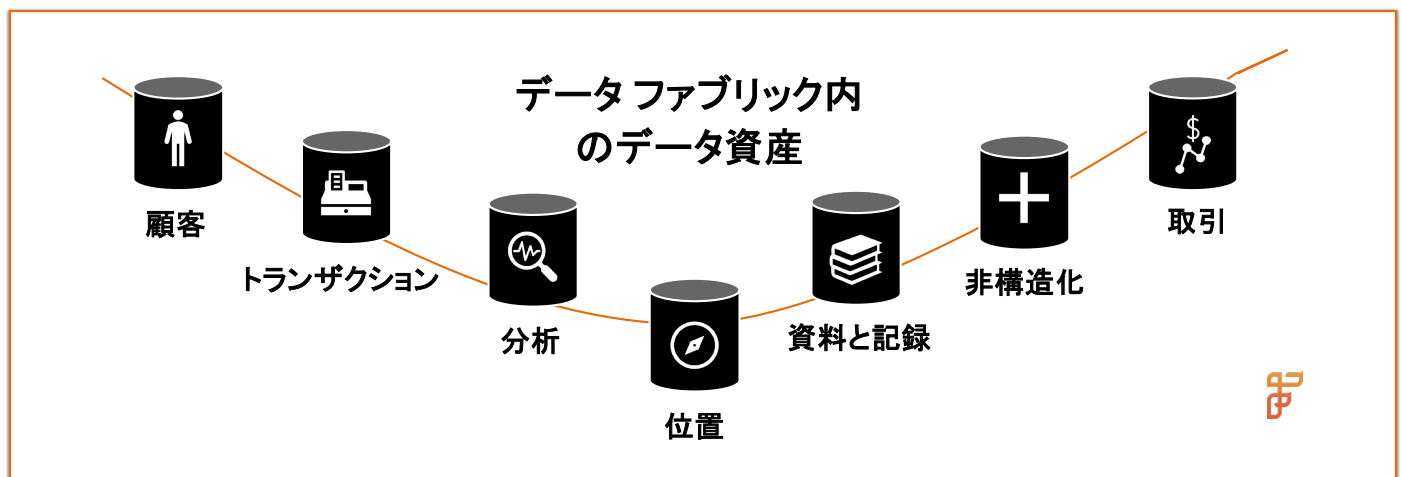 データ ファブリック内
のデータ資産
顧客
トランザクション
分析
位置
資料と記録
非構造化
$
取引